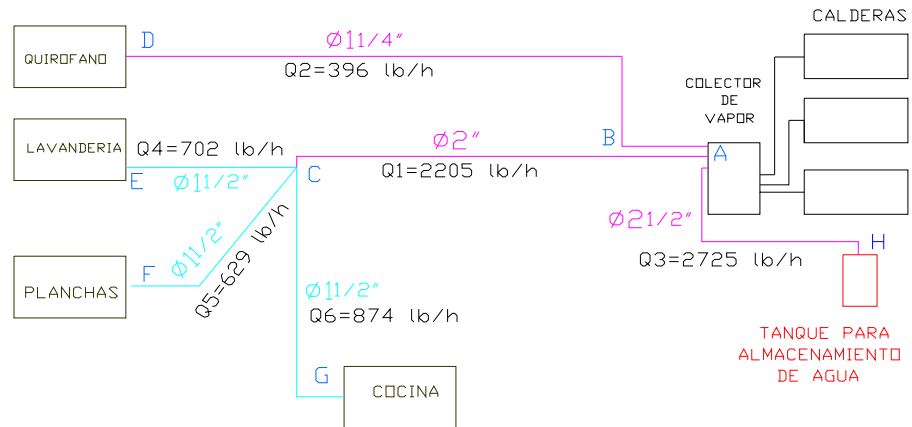 CALDERAS
D
Ø11/4"
QUIROFANO
Q2=396 lb/h
COLECTOR
DE
VAPOR
LAVANDERIA
Q4=702 lb/h
B
Ø2"
A
E
Ø11/2"
C
Q1=2205 lb/h
Ø21/2"
H
Q3=2725 lb/h
F
Ø11/2"
Q5=629 lb/h
PLANCHAS
Ø11/2"
Q6=874 lb/h
TANQUE PARA
ALMACENAMIENTO
DE AGUA
G
COCINA